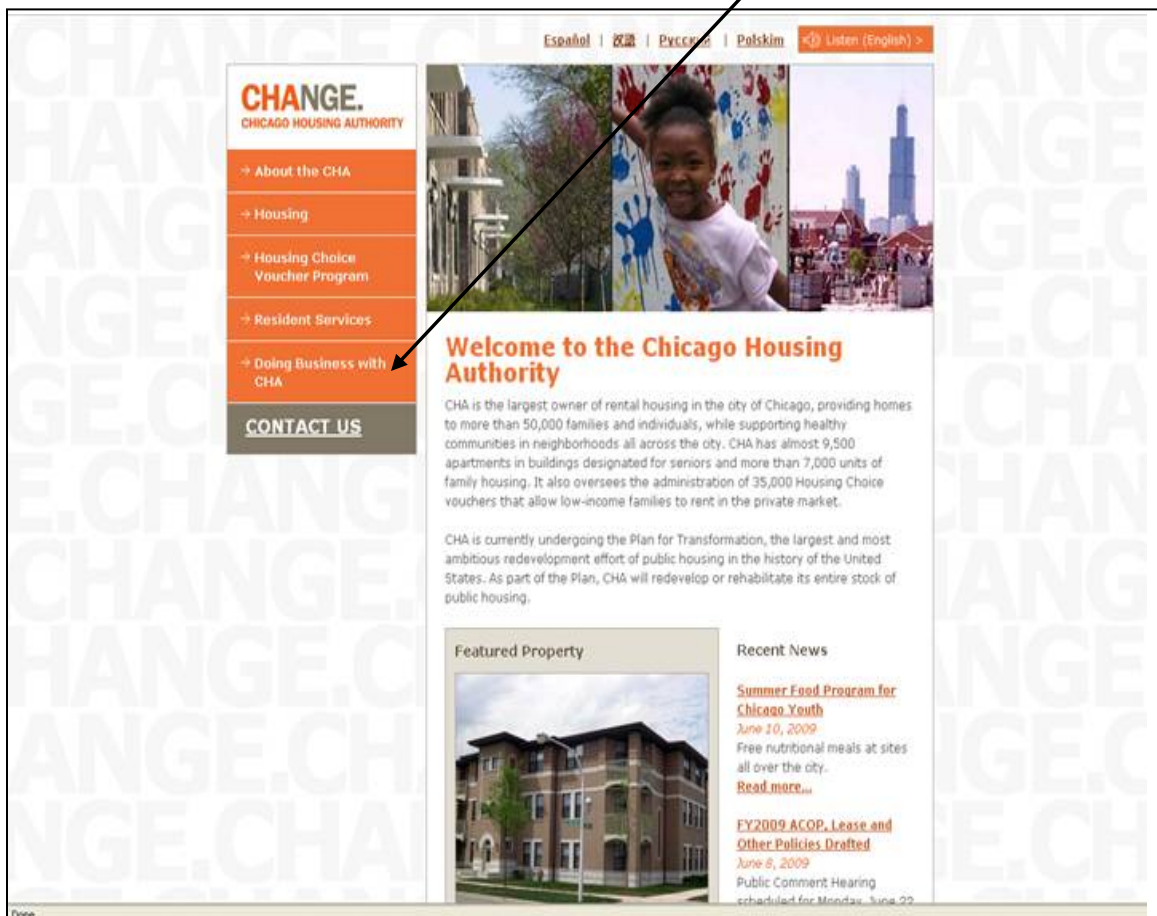 Español | 汉语 | Русский | Polskim
Listen (English) >
CHANGE.
CHICAGO HOUSING AUTHORITY
→ About the CHA
→ Housing
→ Housing Choice
Voucher Program
→ Resident Services
→ Doing Business with
CHA
CONTACT US
Welcome to the Chicago Housing
Authority
CHA is the largest owner of rental housing in the city of Chicago, providing homes
to more than 50,000 families and individuals, while supporting healthy
communities in neighborhoods all across the city. CHA has almost 9,500
apartments in buildings designated for seniors and more than 7,000 units of
family housing. It also oversees the administration of 35,000 Housing Choice
vouchers that allow low-income families to rent in the private market.
CHA is currently undergoing the Plan for Transformation, the largest and most
ambitious redevelopment effort of public housing in the history of the United
States. As part of the Plan, CHA will redevelop or rehabilitate its entire stock of
public housing.
Featured Property
Recent News
Summer Food Program for
Chicago Youth
June 10, 2009
Free nutritional meals at sites
all over the city.
Read more...
FY2009 ACOP, Lease and
Other Policies Drafted
June 8, 2009
Public Comment Hearing
scheduled for Monday, June 22
Done